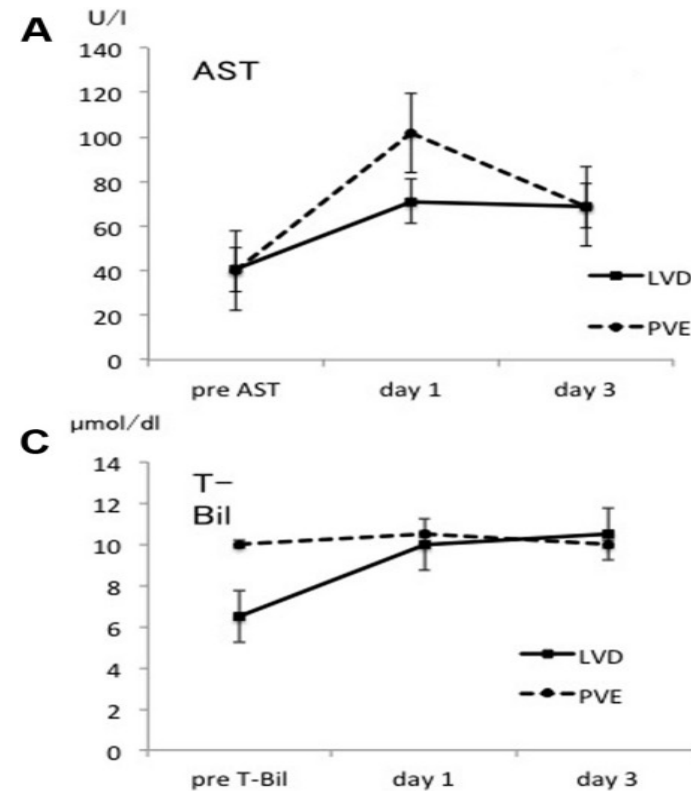 A
U/l
AST
140
120
100
80
60
40
20
0
LVD
PVE
pre AST day 1 day 3
C
μmol/dl
T-
Bil
14
12
10
8
6
4
2
0
LVD
PVE
pre T-Bil day 1 day 3